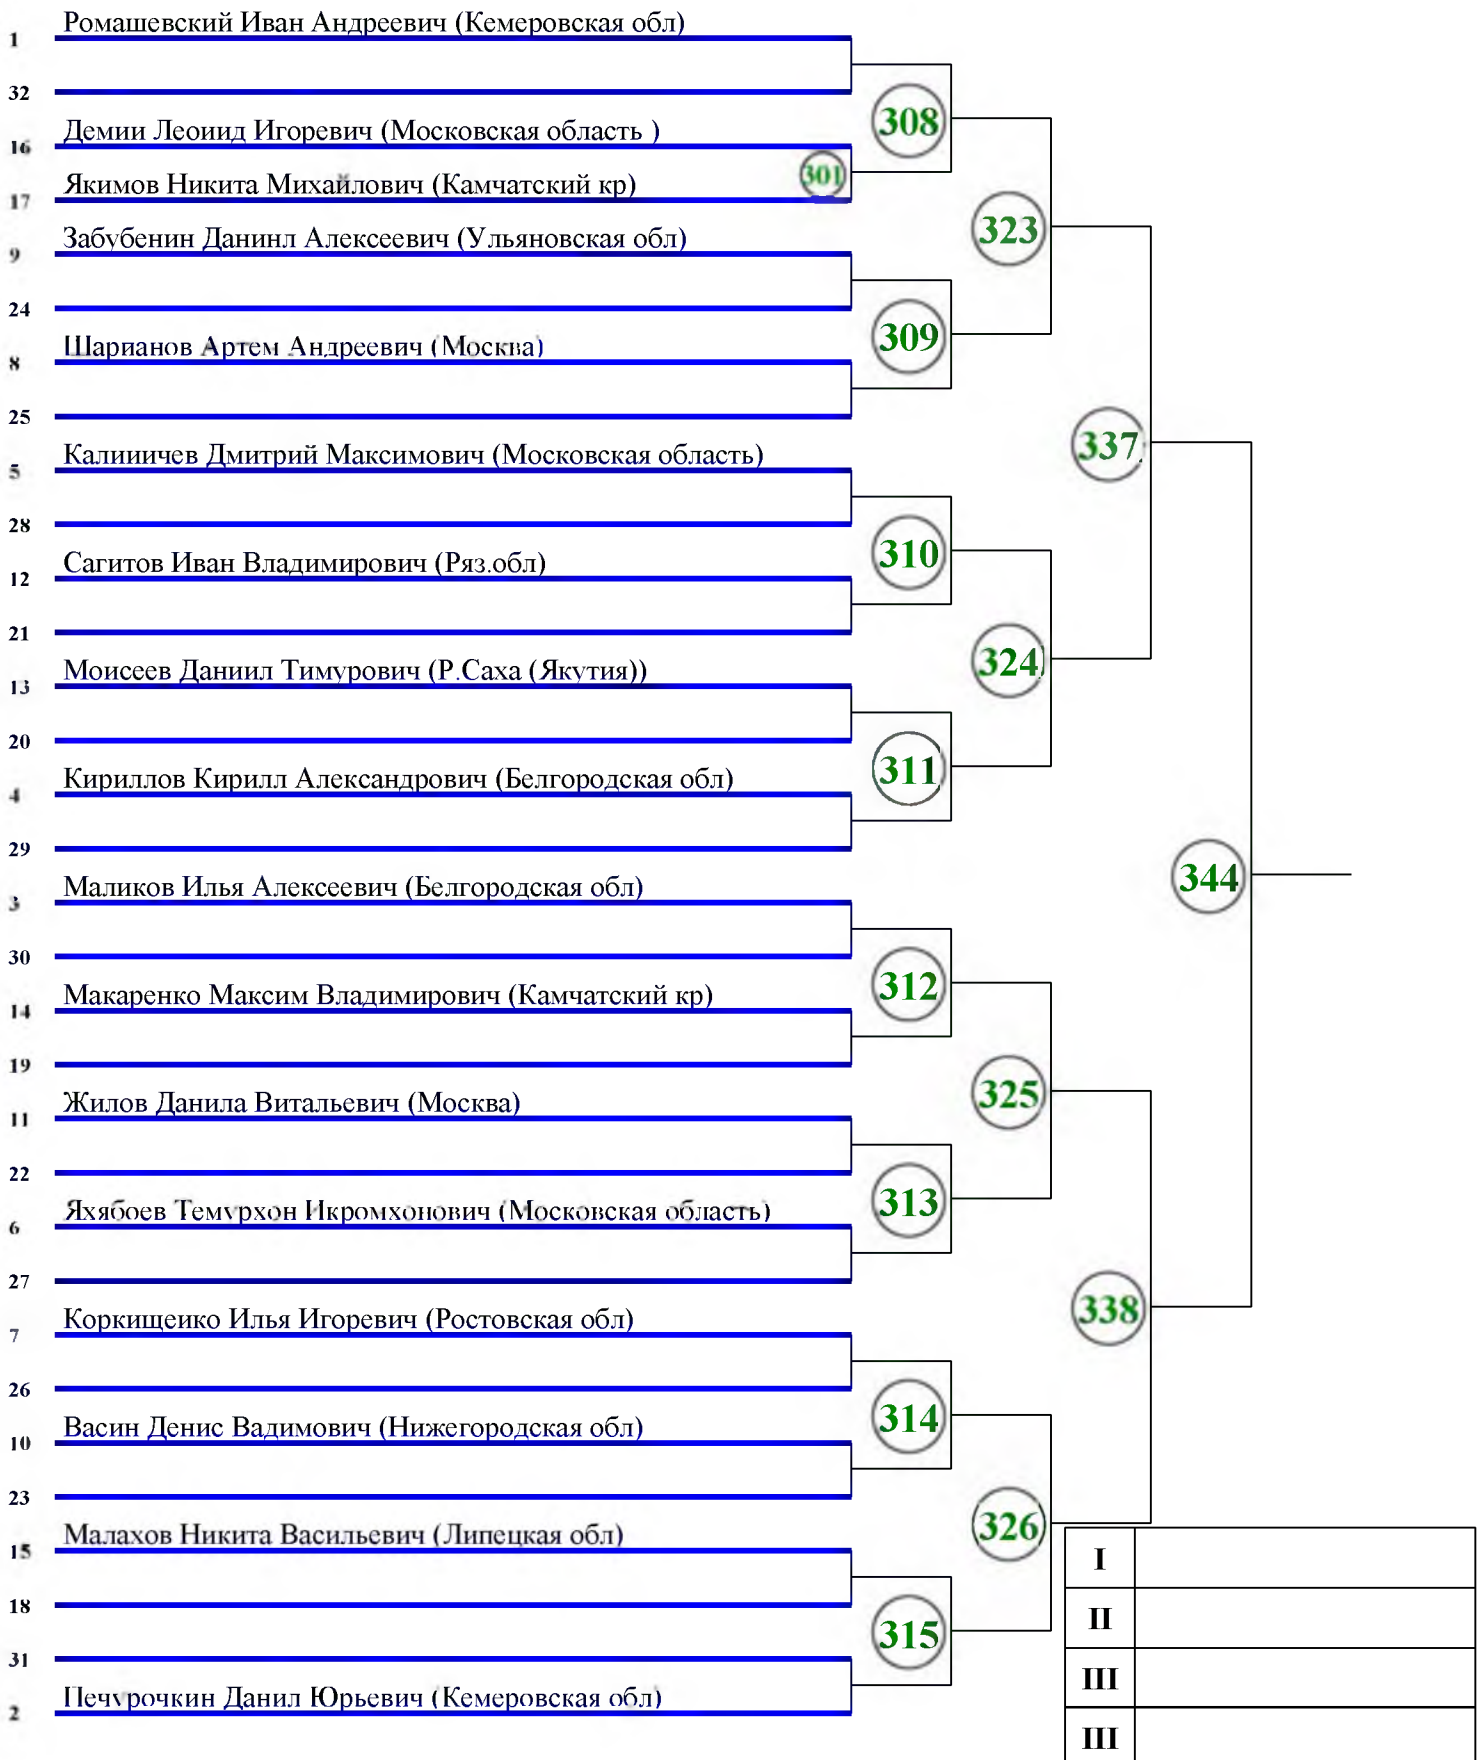 Ромашевский Иван Андреевич (Кемеровская обл)
1
32
308
Демии Леоиид Игоревич (Московская область )
16
301
Якимов Никита Михайлович (Камчатский кр)
17
323
Забубенин Данинл Алексеевич (Ульяновская обл)
9
24
309
Шарианов Артем Андреевич (Москва)
8
25
337
Калииичев Дмитрий Максимович (Московская область)
5
28
310
Сагитов Иван Владимирович (Ряз.обл)
12
21
324
Моисеев Даниил Тимурович (Р.Саха (Якутия))
13
20
311
Кириллов Кирилл Александрович (Белгородская обл)
4
29
344
Маликов Илья Алексеевич (Белгородская обл)
3
30
312
Макаренко Максим Владимирович (Камчатский кр)
14
19
325
Жилов Данила Витальевич (Москва)
11
22
313
Яхябоев Темурхон Икромхонович (Московская область)
6
27
338
Коркищеико Илья Игоревич (Ростовская обл)
7
26
314
Васин Денис Вадимович (Нижегородская обл)
10
23
326
Малахов Никита Васильевич (Липецкая обл)
15
I
18
II
315
31
III
Печурочкин Данил Юрьевич (Кемеровская обл)
2
III